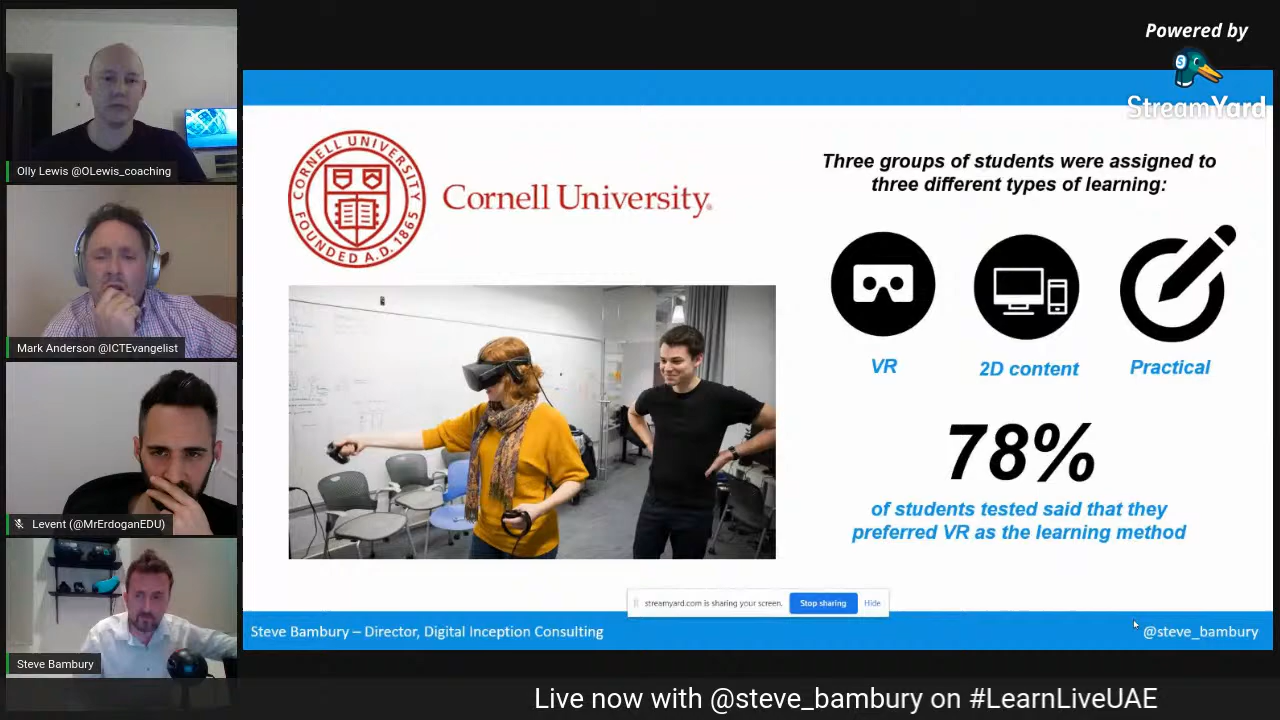 Powered by
StreamYard
Olly Lewis @OLewis_coaching
Mark Anderson @ICTEvangelist
Levent (@MrErdoganEDU)
Steve Bambury
CORNELL UNIVERSITY
FOUNDED A.D. 1865
Cornell University
Three groups of students were assigned to
three different types of learning:
VR
2D content
Practical
78%
of students tested said that they
preferred VR as the learning method
streamyard.com is sharing your screen.
Stop sharing
Hide
Steve Bambury – Director, Digital Inception Consulting
@steve_bambury
Live now with @steve_bambury on #LearnLiveUAE